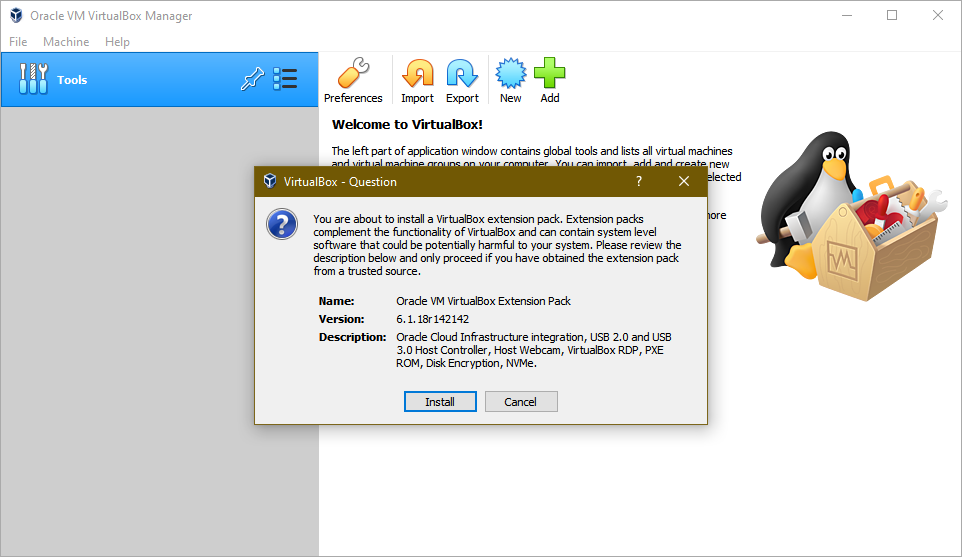 Oracle VM VirtualBox Manager
File Machine Help
Tools
Preferences Import Export New Add
Welcome to VirtualBox!
The left part of application window contains global tools and lists all virtual machines
and virtual machine groups on your computer. You can import, add and create new
selected
more
VirtualBox - Question ?
You are about to install a VirtualBox extension pack. Extension packs
complement the functionality of VirtualBox and can contain system level
software that could be potentially harmful to your system. Please review the
description below and only proceed if you have obtained the extension pack
from a trusted source.
Name: Oracle VM VirtualBox Extension Pack
Version: 6.1.18r142142
Description: Oracle Cloud Infrastructure integration, USB 2.0 and USB
3.0 Host Controller, Host Webcam, VirtualBox RDP, PXE
ROM, Disk Encryption, NVMe.
Install Cancel